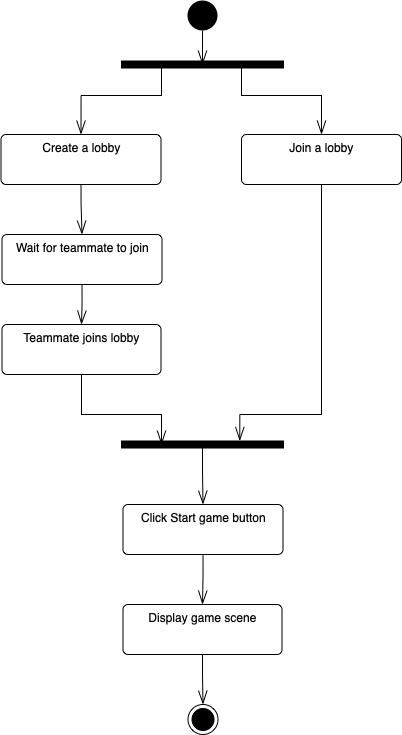 Create a lobby
Join a lobby
Wait for teammate to join
Teammate joins lobby
Click Start game button
Display game scene